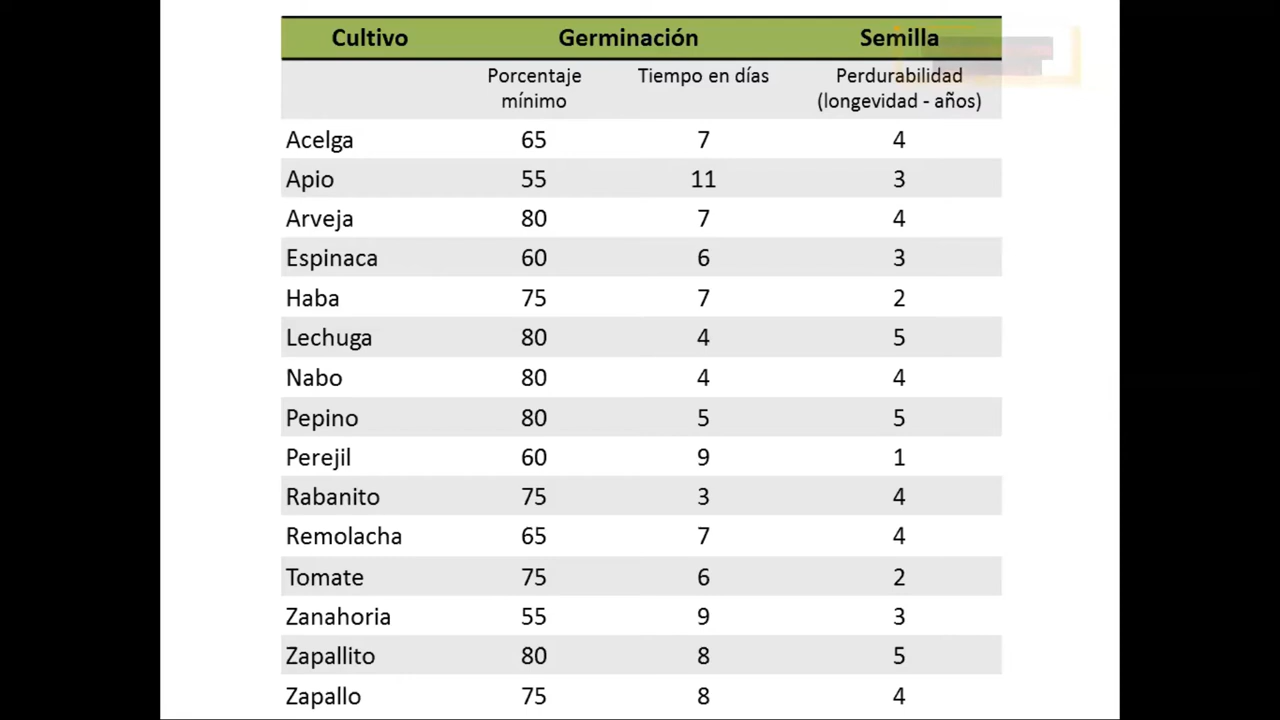 Cultivo Germinación Semilla
Porcentaje mínimo Tiempo en días Perdurabilidad (longevidad - años)
Acelga 65 7 4
Apio 55 11 3
Arveja 80 7 4
Espinaca 60 6 3
Haba 75 7 2
Lechuga 80 4 5
Nabo 80 4 4
Pepino 80 5 5
Perejil 60 9 1
Rabanito 75 3 4
Remolacha 65 7 4
Tomate 75 6 2
Zanahoria 55 9 3
Zapallito 80 8 5
Zapallo 75 8 4